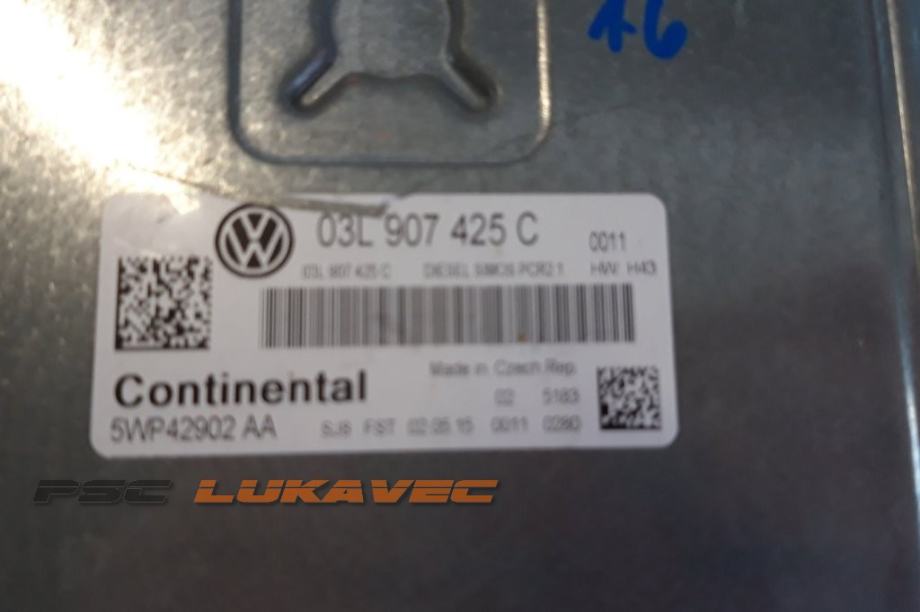 16
03L 907 425 C
0011
03L 907 425 C DIESEL SIMOS PCR2.1 HW: H43
Made in Czech Rep.
Continental
02 5183
5WP42902 AA
SJ8 FST 02.05.15 0011 0280
PSC LUKAVEC